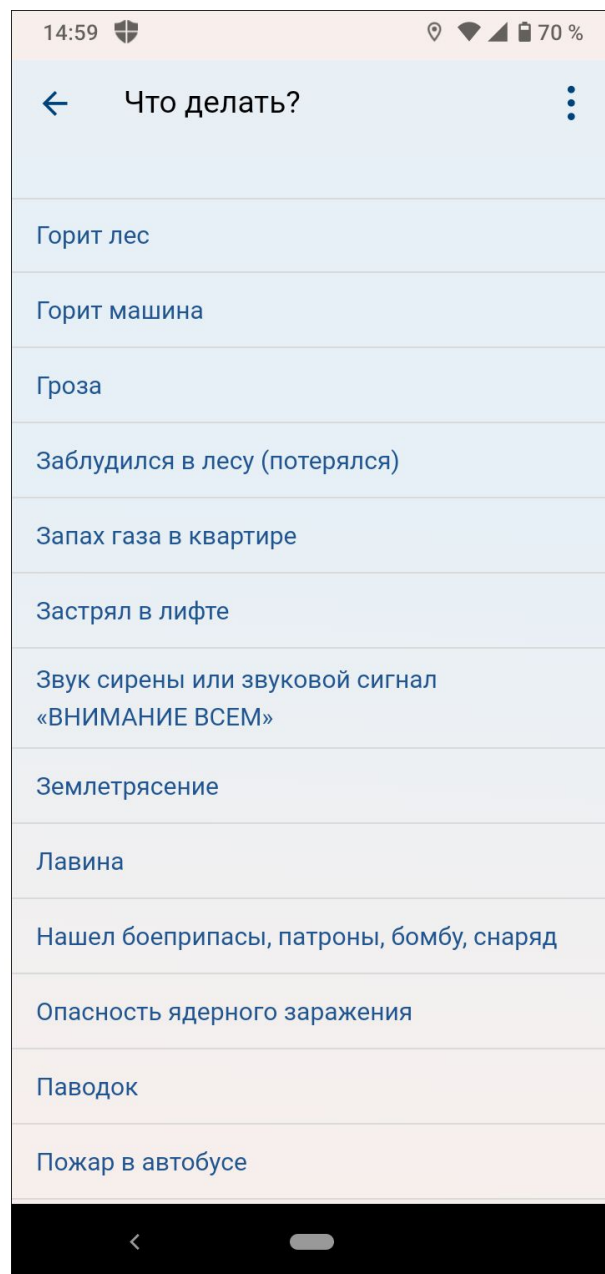 14:59
70 %
Что делать?
Горит лес
Горит машина
Гроза
Заблудился в лесу (потерялся)
Запах газа в квартире
Застрял в лифте
Звук сирены или звуковой сигнал
«ВНИМАНИЕ ВСЕМ»
Землетрясение
Лавина
Нашел боеприпасы, патроны, бомбу, снаряд
Опасность ядерного заражения
Паводок
Пожар в автобусе